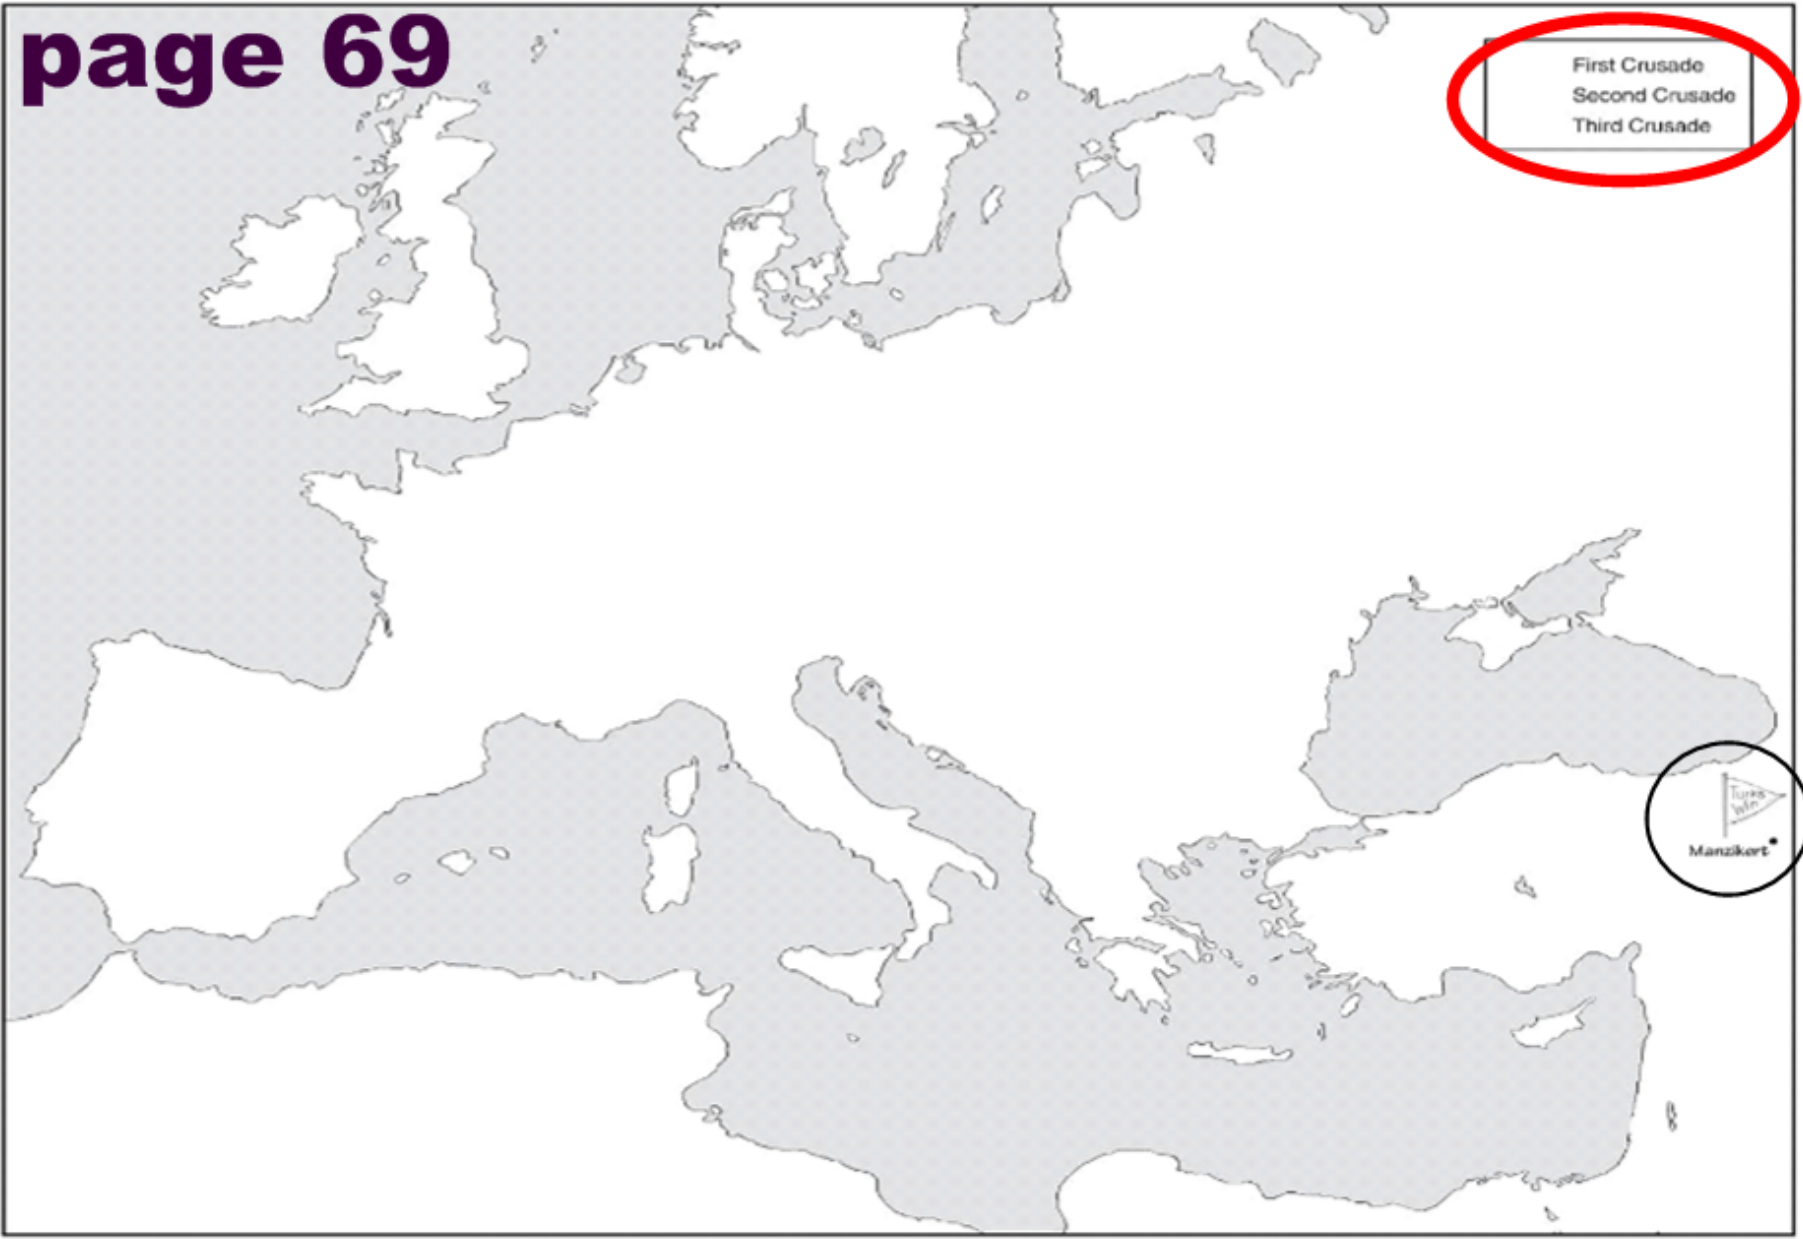 page 69
First Crusade
Second Crusade
Third Crusade
Turks
Win
Manzikert